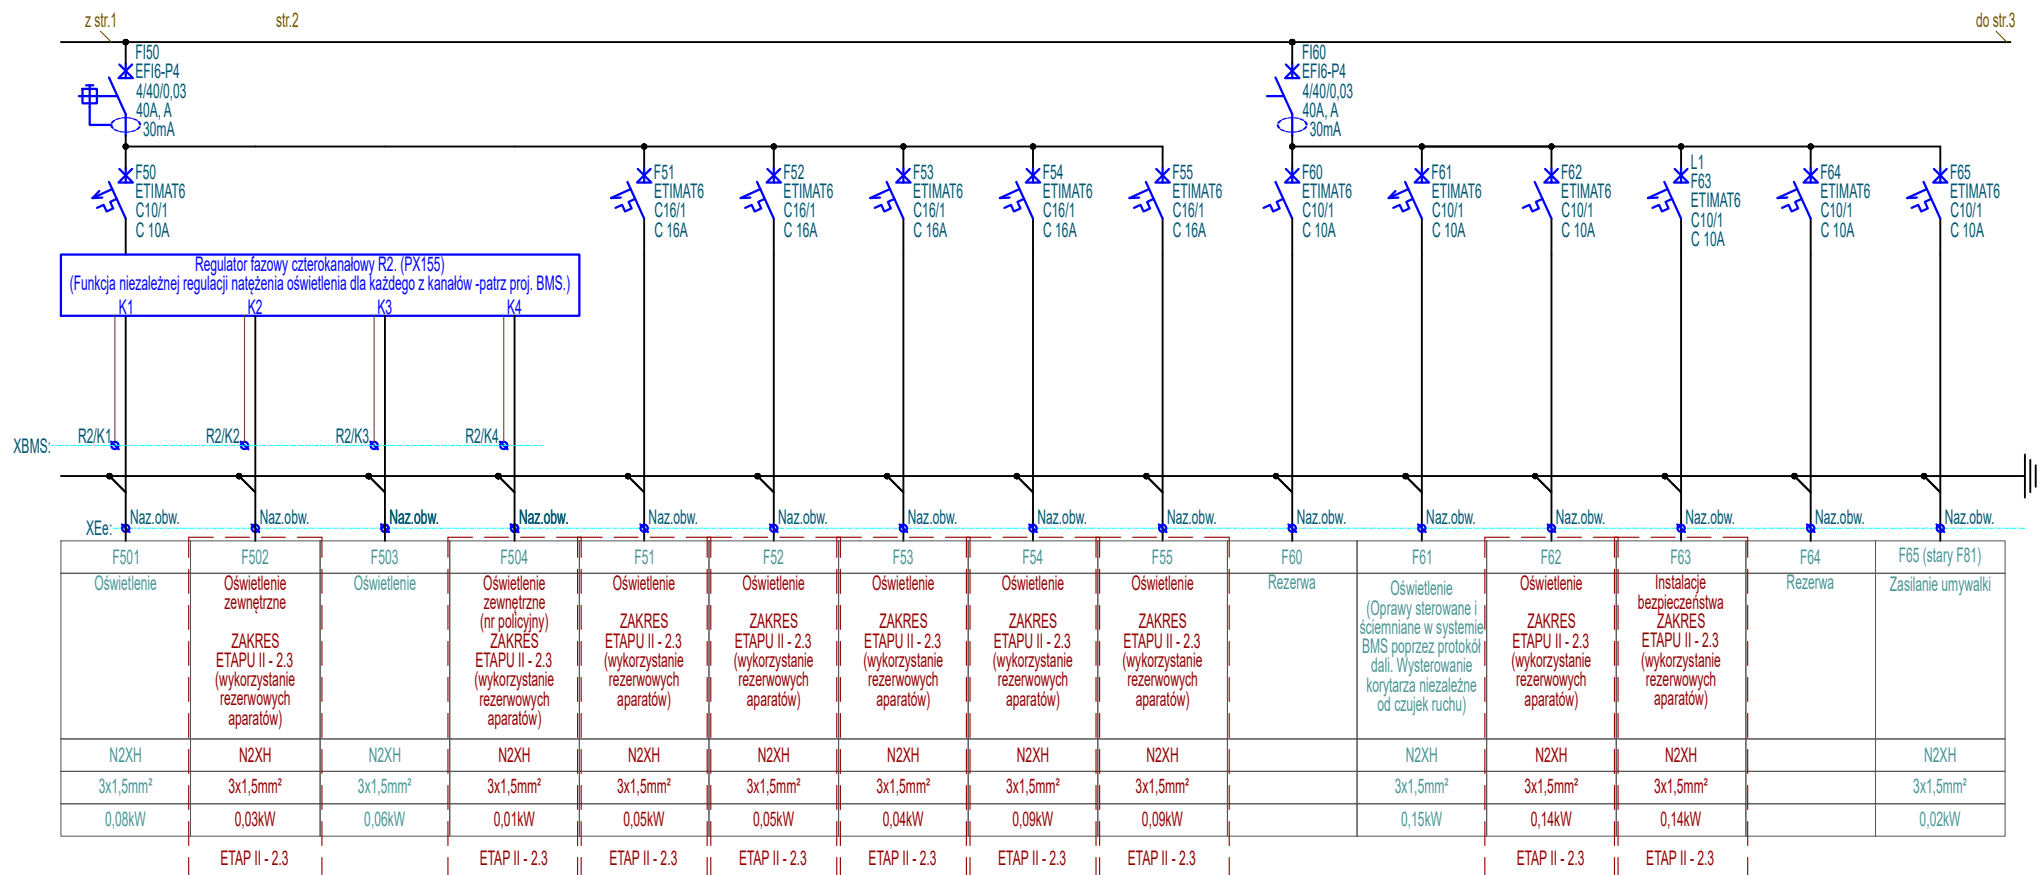 z str.1
str.2
do str.3
FI50
EFI6-P4
4/40/0,03
40A, A
30mA
FI60
EFI6-P4
4/40/0,03
40A, A
30mA
F50
ETIMAT6
C10/1
C 10A
F51
ETIMAT6
C16/1
C 16A
F52
ETIMAT6
C16/1
C 16A
F53
ETIMAT6
C16/1
C 16A
F54
ETIMAT6
C16/1
C 16A
F55
ETIMAT6
C16/1
C 16A
F60
ETIMAT6
C10/1
C 10A
F61
ETIMAT6
C10/1
C 10A
F62
ETIMAT6
C10/1
C 10A
L1
F63
ETIMAT6
C10/1
C 10A
F64
ETIMAT6
C10/1
C 10A
F65
ETIMAT6
C10/1
C 10A
Regulator fazowy czterokanałowy R2. (PX155)
(Funkcja niezależnej regulacji natężenia oświetlenia dla każdego z kanałów -patrz proj. BMS.)
K1 K2 K3 K4
XBMS: R2/K1 R2/K2 R2/K3 R2/K4
XEe: Naz.obw. Naz.obw. Naz.obw. Naz.obw. Naz.obw. Naz.obw. Naz.obw. Naz.obw. Naz.obw. Naz.obw. Naz.obw. Naz.obw. Naz.obw. Naz.obw. Naz.obw.
F501 F502 F503 F504 F51 F52 F53 F54 F55 F60 F61 F62 F63 F64 F65 (stary F81)
Oświetlenie
Oświetlenie
zewnętrzne
ZAKRES
ETAPU II - 2.3
(wykorzystanie
rezerwowych
aparatów)
Oświetlenie
Oświetlenie
zewnętrzne
(nr policyjny)
ZAKRES
ETAPU II - 2.3
(wykorzystanie
rezerwowych
aparatów)
Oświetlenie
ZAKRES
ETAPU II - 2.3
(wykorzystanie
rezerwowych
aparatów)
Oświetlenie
ZAKRES
ETAPU II - 2.3
(wykorzystanie
rezerwowych
aparatów)
Oświetlenie
ZAKRES
ETAPU II - 2.3
(wykorzystanie
rezerwowych
aparatów)
Oświetlenie
ZAKRES
ETAPU II - 2.3
(wykorzystanie
rezerwowych
aparatów)
Oświetlenie
ZAKRES
ETAPU II - 2.3
(wykorzystanie
rezerwowych
aparatów)
Rezerwa
Oświetlenie
(Oprawy sterowane i
ściemniane w systemie
BMS poprzez protokół
dali. Wysterowanie
korytarza niezależne
od czujek ruchu)
Oświetlenie
ZAKRES
ETAPU II - 2.3
(wykorzystanie
rezerwowych
aparatów)
Instalacje
bezpieczeństwa
ZAKRES
ETAPU II - 2.3
(wykorzystanie
rezerwowych
aparatów)
Rezerwa
Zasilanie umywalki
N2XH N2XH N2XH N2XH N2XH N2XH N2XH N2XH N2XH N2XH N2XH N2XH N2XH
3x1,5mm² 3x1,5mm² 3x1,5mm² 3x1,5mm² 3x1,5mm² 3x1,5mm² 3x1,5mm² 3x1,5mm² 3x1,5mm² 3x1,5mm² 3x1,5mm² 3x1,5mm² 3x1,5mm²
0,08kW 0,03kW 0,06kW 0,01kW 0,05kW 0,05kW 0,04kW 0,09kW 0,09kW 0,15kW 0,14kW 0,14kW 0,02kW
ETAP II - 2.3 ETAP II - 2.3 ETAP II - 2.3 ETAP II - 2.3 ETAP II - 2.3 ETAP II - 2.3 ETAP II - 2.3 ETAP II - 2.3 ETAP II - 2.3